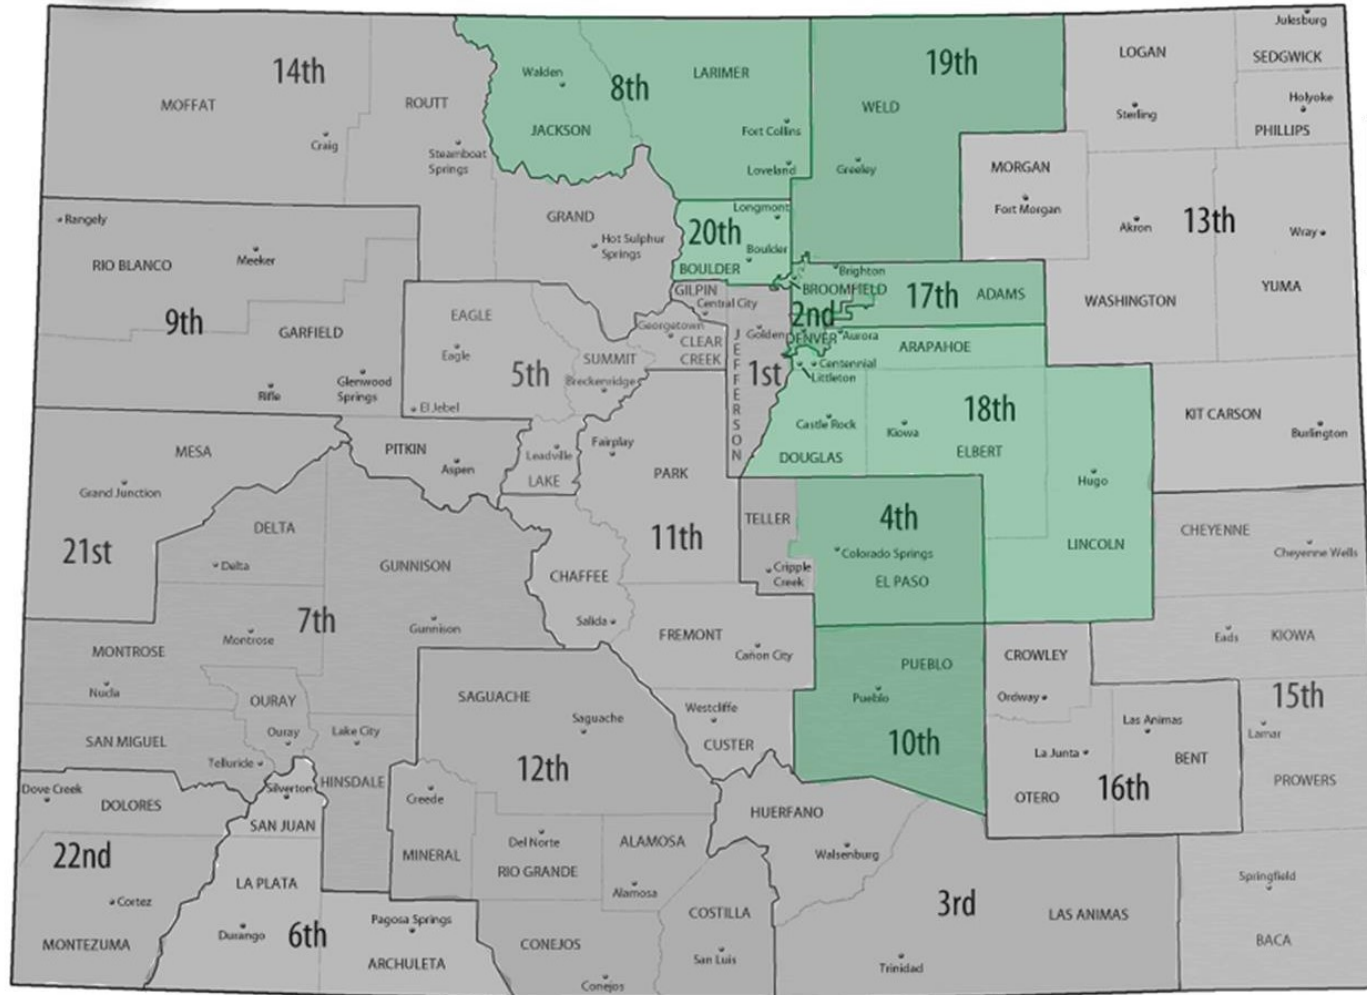 14th
MOFFAT
Craig
ROUTT
Steamboat
Springs
Walden
JACKSON
8th
LARIMER
Fort Collins
Loveland
19th
WELD
Greeley
LOGAN
Sterling
Julesburg
SEDGWICK
Holyoke
PHILLIPS
MORGAN
Fort Morgan
Akron
13th
Wray
WASHINGTON
YUMA
Rangely
RIO BLANCO
Meeker
9th
GARFIELD
Rifle
Glenwood
Springs
GRAND
Hot Sulphur
Springs
Longmont
20th
Boulder
BOULDER
GILPIN
Central City
Georgetown
CLEAR
CREEK
Golden
JEFFERSON
1st
Brighton
BROOMFIELD
17th
ADAMS
2nd
DENVER
Aurora
ARAPAHOE
Centennial
Littleton
18th
Castle Rock
Kiowa
DOUGLAS
ELBERT
Hugo
LINCOLN
KIT CARSON
Burlington
EAGLE
Eagle
5th
SUMMIT
Breckenridge
El Jebel
MESA
Grand Junction
21st
PITKIN
Aspen
Leadville
LAKE
Fairplay
PARK
11th
TELLER
Cripple
Creek
4th
Colorado Springs
EL PASO
CHEYENNE
Cheyenne Wells
DELTA
Delta
GUNNISON
Gunnison
7th
CHAFFEE
Salida
FREMONT
Cañon City
MONTROSE
Montrose
Nucla
OURAY
Ouray
SAN MIGUEL
Telluride
Lake City
HINSDALE
SAGUACHE
Saguache
12th
Westcliffe
CUSTER
PUEBLO
Pueblo
10th
CROWLEY
Ordway
Eads
KIOWA
15th
Lamar
PROWERS
Las Animas
La Junta
BENT
OTERO
16th
Dove Creek
DOLORES
Silverton
SAN JUAN
22nd
Cortez
MONTEZUMA
LA PLATA
Durango
6th
Pagosa Springs
ARCHULETA
Creede
MINERAL
Del Norte
RIO GRANDE
ALAMOSA
Alamosa
CONEJOS
Conejos
COSTILLA
San Luis
HUERFANO
Walsenburg
3rd
LAS ANIMAS
Trinidad
Springfield
BACA